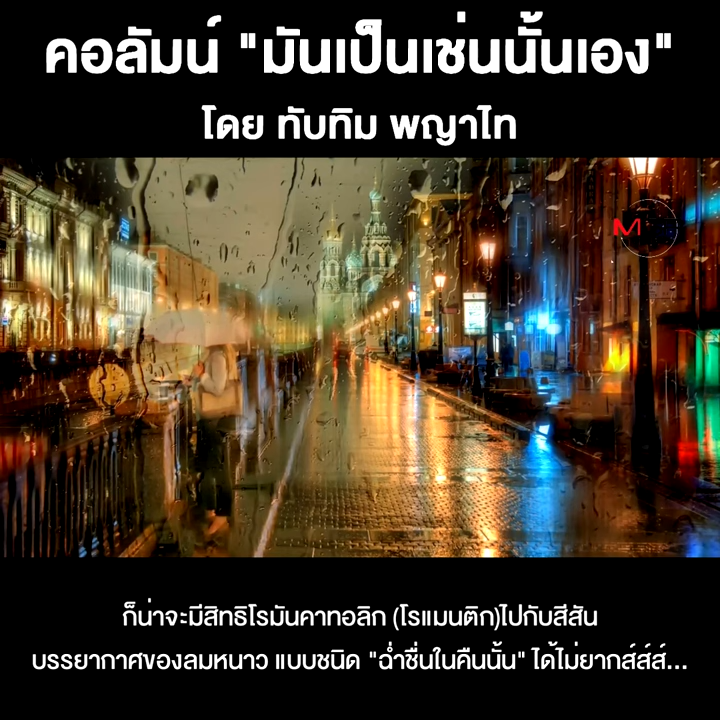 คอลัมน์ "มันเป็นเช่นนั้นเอง"
โดย ทับทิม พญาไท
M
ก็น่าจะมีสิทธิโรมันคาทอลิก (โรแมนติก)ไปกับสีสัน
บรรยากาศของลมหนาว แบบชนิด "ฉ่ำชื่นในคืนนั้น" ได้ไม่ยากส์ส์ส์...